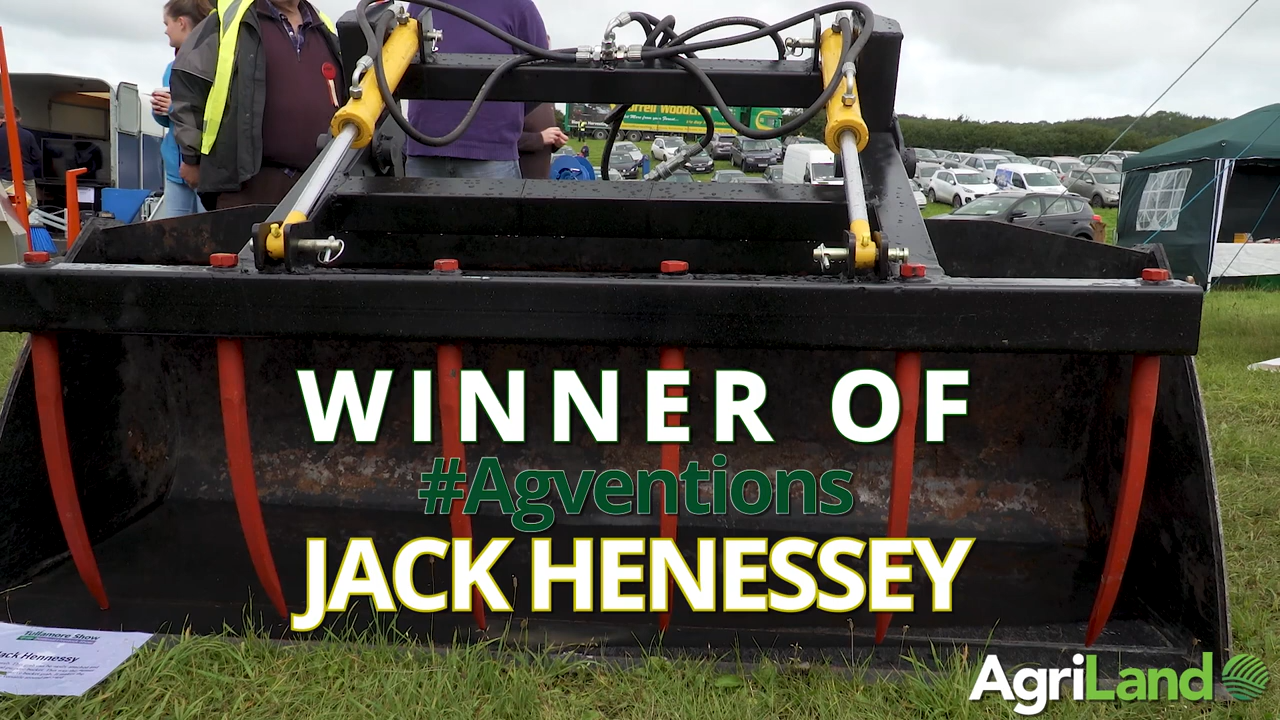 WINNER OF
#Agventions
JACK HENESSEY
Tullamore Show
Jack Hennessy
AgriLand